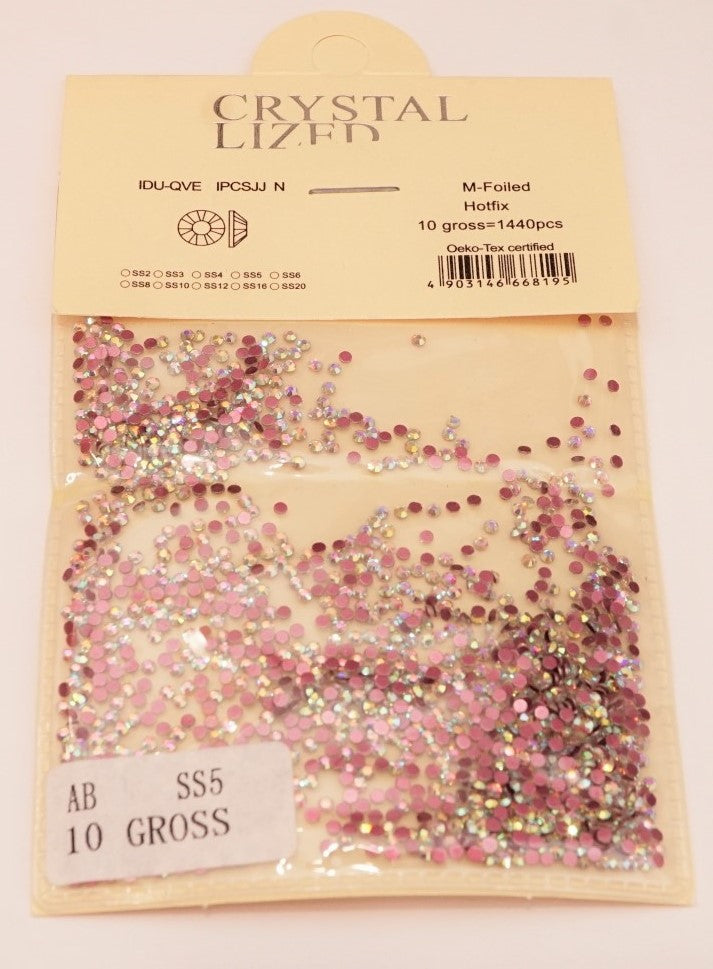 CRYSTAL
LIZED
IDU-QVE IPCSJJ N
M-Foiled
Hotfix
10 gross=1440pcs
Oeko-Tex certified
SS2 SS3 SS4 SS5 SS6
SS8 SS10 SS12 SS16 SS20
4 903146 668195
AB SS5
10 GROSS